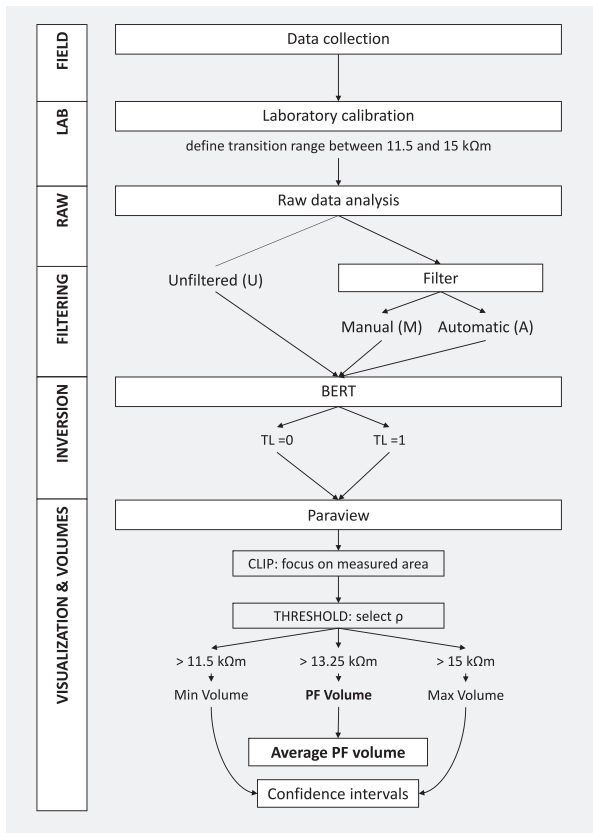 FIELD
Data collection
LAB
Laboratory calibration
define transition range between 11.5 and 15 kΩm
RAW
Raw data analysis
FILTERING
Unfiltered (U)
Filter
Manual (M)
Automatic (A)
INVERSION
BERT
TL =0
TL =1
VISUALIZATION & VOLUMES
Paraview
CLIP: focus on measured area
THRESHOLD: select ρ
> 11.5 kΩm
> 13.25 kΩm
> 15 kΩm
Min Volume
PF Volume
Max Volume
Average PF volume
Confidence intervals